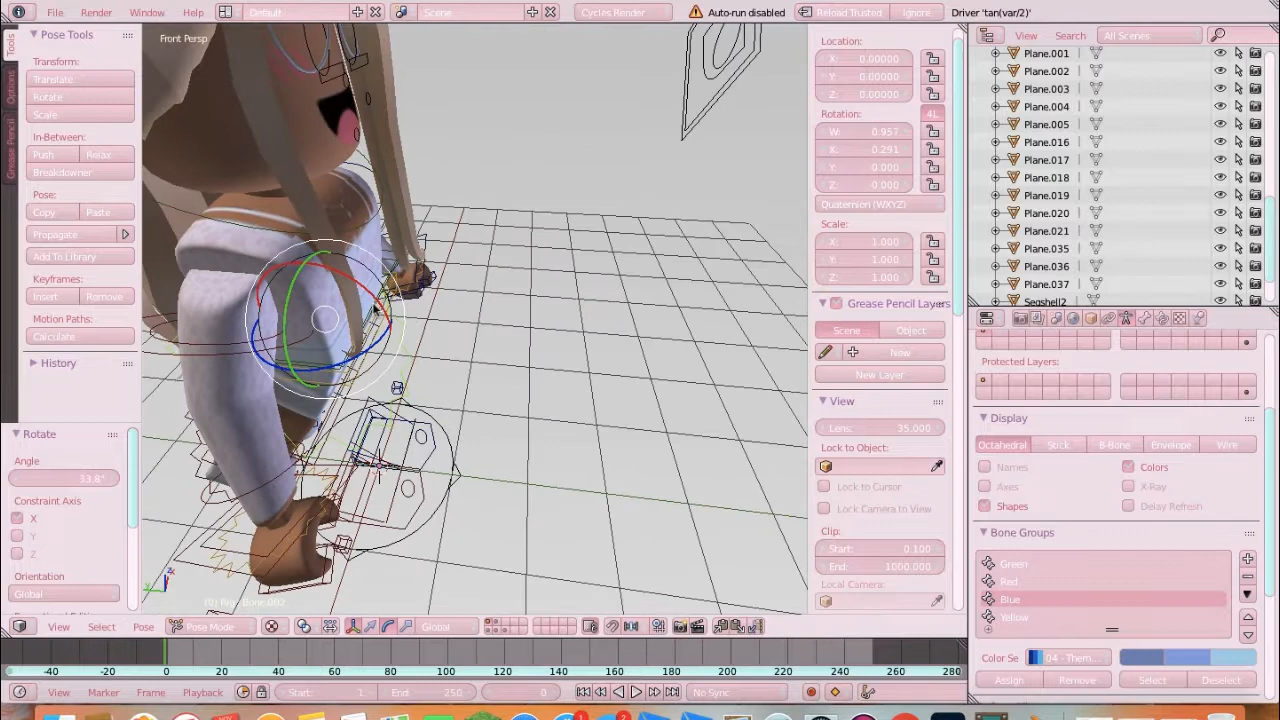 File
Render
Window
Help
Default
Scene
Cycles Render
Auto-run disabled
Reload Trusted
Ignore
Driver 'tan(var/2)'
Tools
Options
Grease Pencil
Pose Tools
Transform:
Translate
Rotate
Scale
In-Between:
Push
Relax
Breakdowner
Pose:
Copy
Paste
Propagate
Add To Library
Keyframes:
Insert
Remove
Motion Paths:
Calculate
History
Rotate
Angle
33.8°
Constraint Axis
X
Y
Z
Orientation
Global
Front Persp
View
Select
Pose
Pose Mode
Global
Location:
X: 0.00000
Y: 0.00000
Z: 0.00000
Rotation:
4L
W: 0.957
X: 0.291
Y: 0.000
Z: 0.000
Quaternion (WXYZ)
Scale:
X: 1.000
Y: 1.000
Z: 1.000
Grease Pencil Layers
Scene
Object
New
New Layer
View
Lens: 35.000
Lock to Object:
Lock to Cursor
Lock Camera to View
Clip:
Start: 0.100
End: 1000.000
Local Camera:
View
Search
All Scenes
Plane.001
Plane.002
Plane.003
Plane.004
Plane.005
Plane.016
Plane.017
Plane.018
Plane.019
Plane.020
Plane.021
Plane.035
Plane.036
Plane.037
Protected Layers:
Display
Octahedral
Stick
B-Bone
Envelope
Wire
Names
Colors
Axes
X-Ray
Shapes
Delay Refresh
Bone Groups
Green
Red
Blue
Yellow
Color Se
04 - Them...
Assign
Remove
Select
Deselect
-40 -20 0 20 40 60 80 100 120 140 160 180 200 220 240 260 280
View
Marker
Frame
Playback
Start: 1
End: 250
0
No Sync